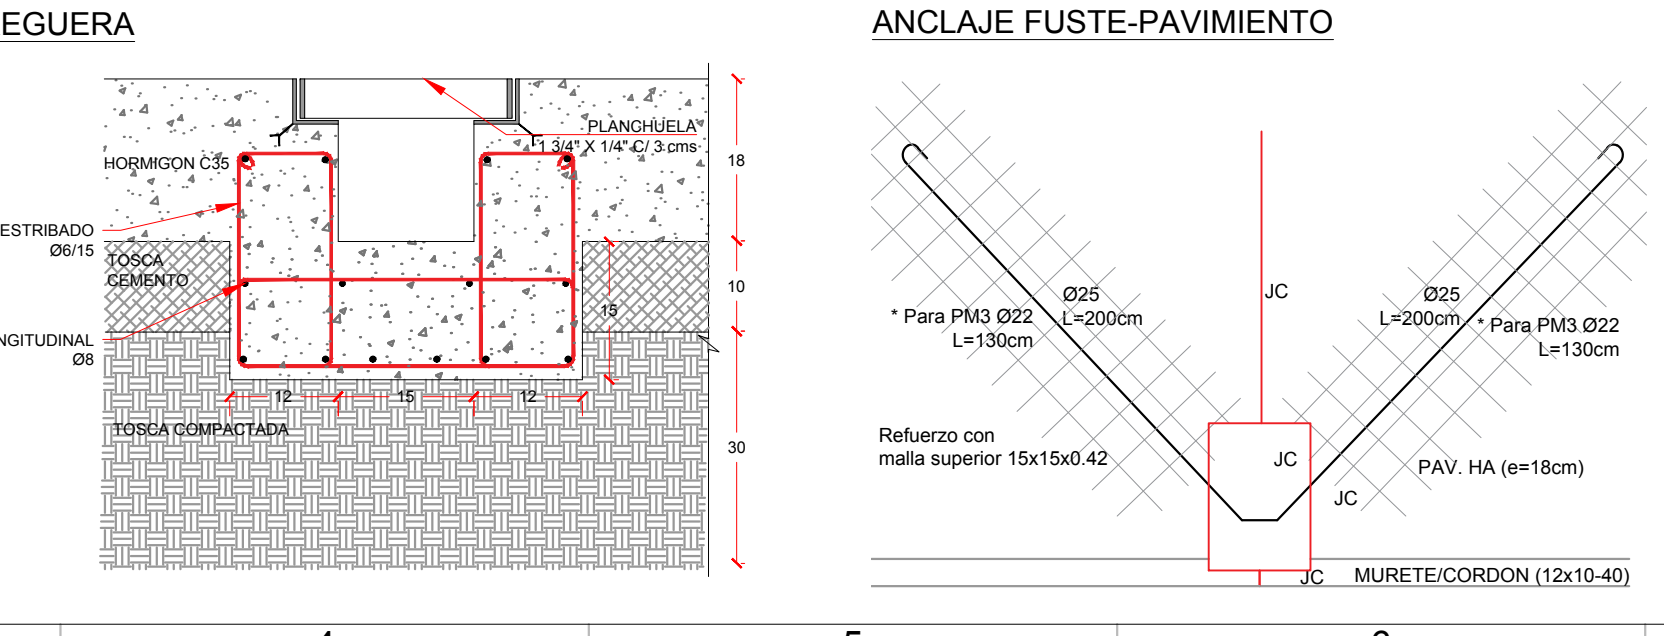 EGUERA
PLANCHUELA
1 3/4" X 1/4" C/ 3 cms
HORMIGON C35
ESTRIBADO
Ø6/15
TOSCA
CEMENTO
NGITUDINAL
Ø8
18
10
15
30
12
15
12
TOSCA COMPACTADA
ANCLAJE FUSTE-PAVIMIENTO
JC
Ø25
L=200cm
* Para PM3 Ø22
L=130cm
Ø25
L=200cm
* Para PM3 Ø22
L=130cm
Refuerzo con
malla superior 15x15x0.42
JC
PAV. HA (e=18cm)
JC
JC
MURETE/CORDON (12x10-40)